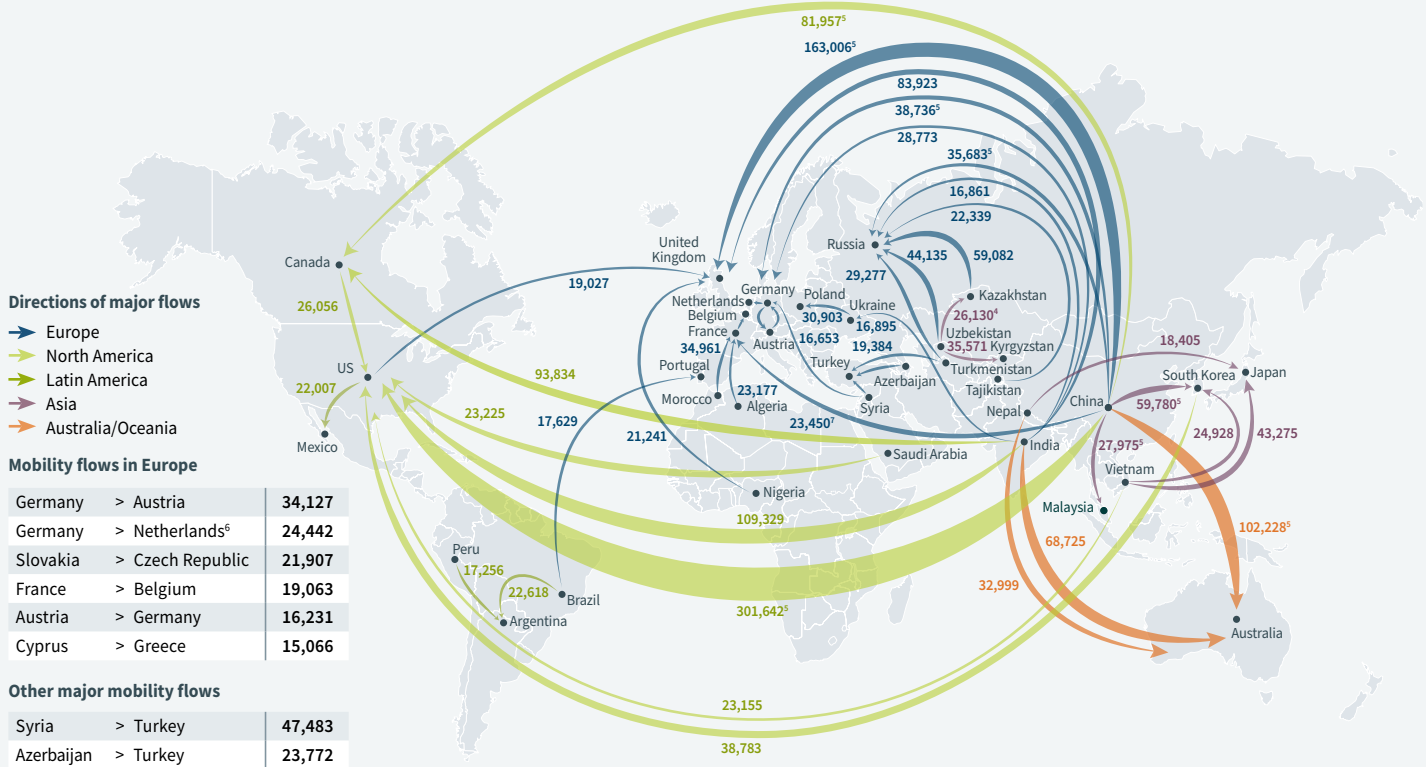 81,957⁵
163,006⁵
83,923
38,736⁵
28,773
35,683⁵
16,861
22,339
United
Kingdom
Russia
Canada
19,027
44,135
59,082
29,277
26,056
Germany
Netherlands
Poland
Ukraine
Kazakhstan
Belgium
30,903
16,895
26,130⁴
France
Uzbekistan
Austria
16,653
19,384
35,571
Kyrgyzstan
18,405
34,961
Portugal
Turkey
Turkmenistan
US
93,834
Azerbaijan
Tajikistan
South Korea
Japan
22,007
23,177
Morocco
Algeria
Syria
Nepal
China
59,780⁵
23,225
17,629
21,241
23,450⁷
24,928
43,275
Mexico
Saudi Arabia
India
27,975⁵
Vietnam
Nigeria
Malaysia
109,329
68,725
102,228⁵
Peru
17,256
22,618
Brazil
301,642⁵
32,999
Argentina
Australia
23,155
38,783
Directions of major flows
Europe
North America
Latin America
Asia
Australia/Oceania
Mobility flows in Europe
Germany > Austria 34,127
Germany > Netherlands⁶ 24,442
Slovakia > Czech Republic 21,907
France > Belgium 19,063
Austria > Germany 16,231
Cyprus > Greece 15,066
Other major mobility flows
Syria > Turkey 47,483
Azerbaijan > Turkey 23,772